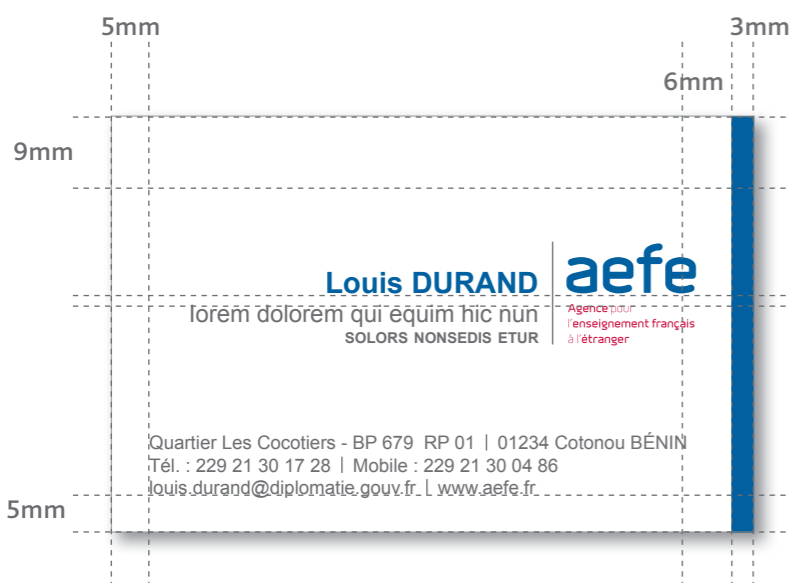 5mm
3mm
6mm
9mm
Louis DURAND
lorem dolorem qui equim hic nun
SOLORS NONSEDIS ETUR
aefe
Agence pour
l'enseignement français
à l'étranger
Quartier Les Cocotiers - BP 679 RP 01 | 01234 Cotonou BÉNIN
Tél. : 229 21 30 17 28 | Mobile : 229 21 30 04 86
louis.durand@diplomatie.gouv.fr | www.aefe.fr
5mm